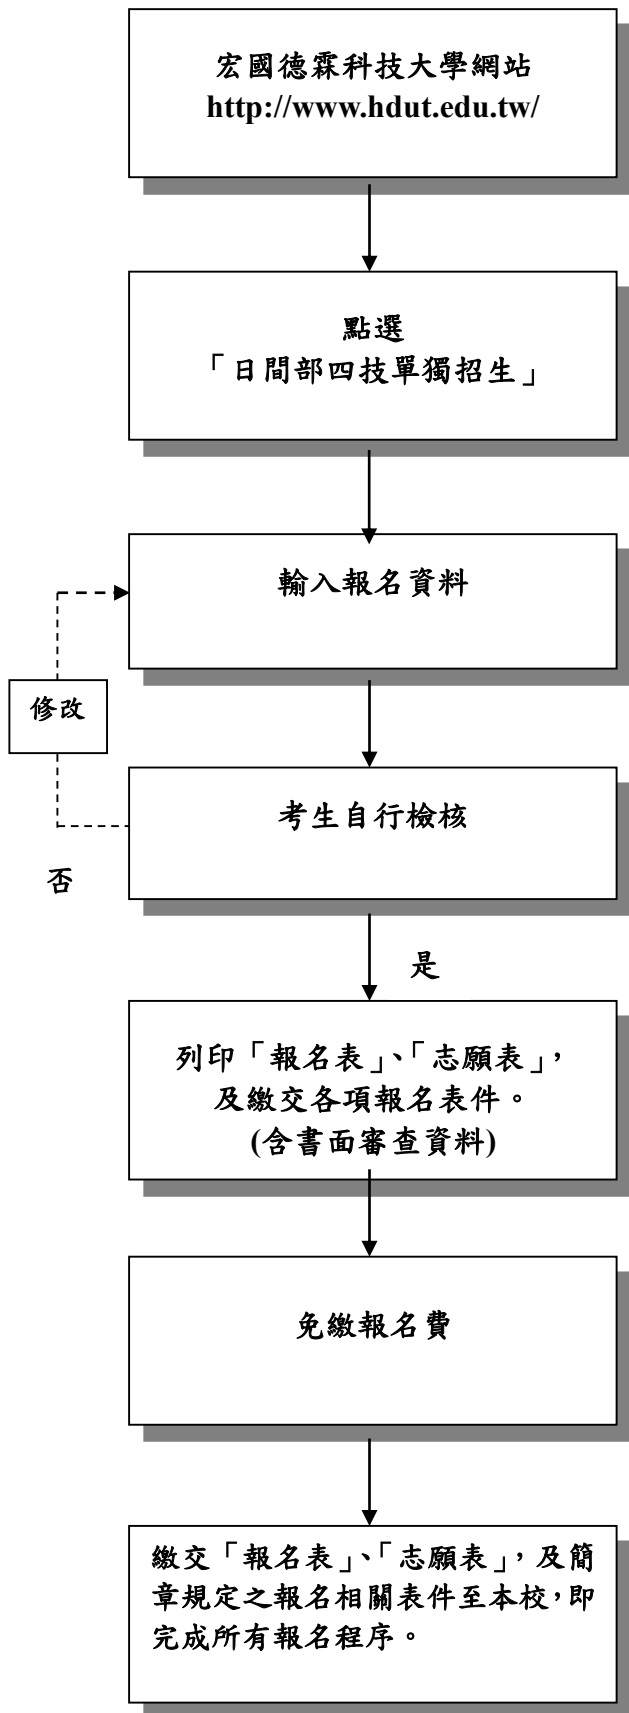 宏國德霖科技大學網站
http://www.hdut.edu.tw/
點選
「日間部四技單獨招生」
輸入報名資料
修改
考生自行檢核
否
是
列印「報名表」、「志願表」，
及繳交各項報名表件。
(含書面審查資料)
免繳報名費
繳交「報名表」、「志願表」，及簡
章規定之報名相關表件至本校，即
完成所有報名程序。